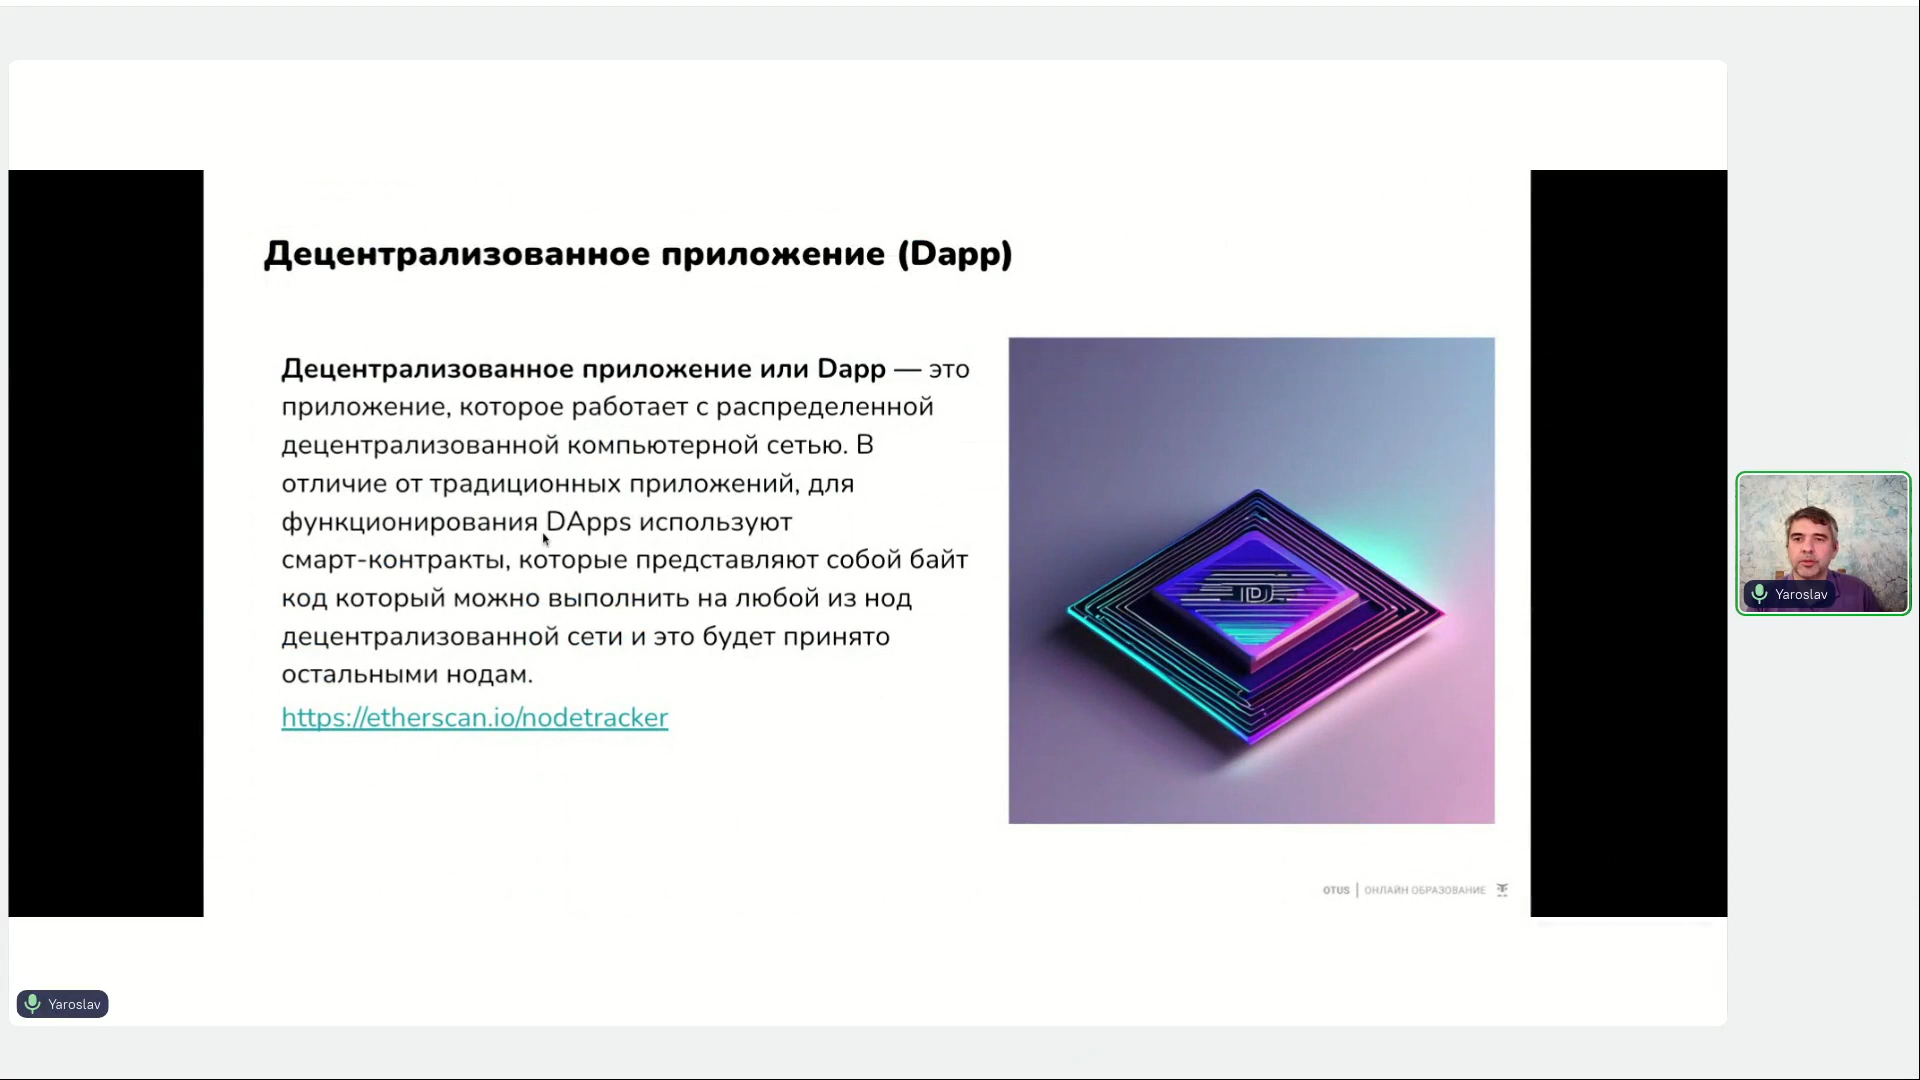 Децентрализованное приложение (Dapp)
Децентрализованное приложение или Dapp — это
приложение, которое работает с распределенной
децентрализованной компьютерной сетью. В
отличие от традиционных приложений, для
функционирования DApps используют
смарт-контракты, которые представляют собой байт
код который можно выполнить на любой из нод
децентрализованной сети и это будет принято
остальными нодам.
https://etherscan.io/nodetracker
OTUS | ОНЛАЙН ОБРАЗОВАНИЕ
Yaroslav
Yaroslav